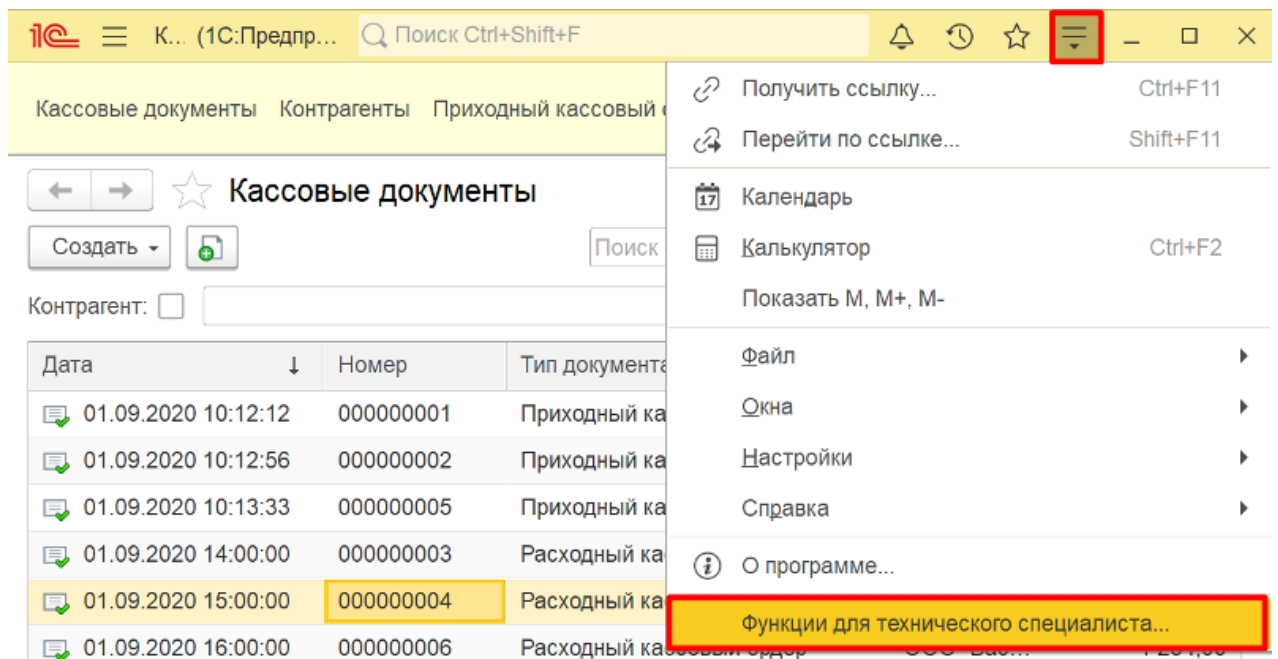 1С К... (1С:Предпр... Поиск Ctrl+Shift+F
Кассовые документы Контрагенты Приходный кассовый
Получить ссылку... Ctrl+F11
Перейти по ссылке... Shift+F11
17 Календарь
Калькулятор Ctrl+F2
Показать M, M+, M-
Файл
Окна
Настройки
Справка
О программе...
Функции для технического специалиста...
Кассовые документы
Создать Поиск
Контрагент:
Дата ↓ Номер Тип документа
01.09.2020 10:12:12 000000001 Приходный ка
01.09.2020 10:12:56 000000002 Приходный ка
01.09.2020 10:13:33 000000005 Приходный ка
01.09.2020 14:00:00 000000003 Расходный ка
01.09.2020 15:00:00 000000004 Расходный ка
01.09.2020 16:00:00 000000006 Расходный кассовый ордер